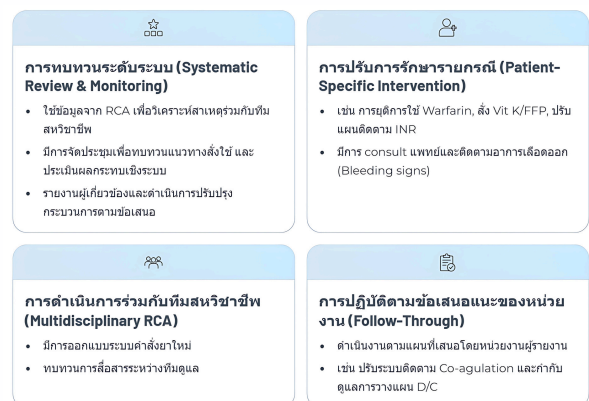 การทบทวนระดับระบบ (Systematic
Review & Monitoring)
• ใช้ข้อมูลจาก RCA เพื่อวิเคราะห์สาเหตุร่วมกับทีม
สหวิชาชีพ
• มีการจัดประชุมเพื่อทบทวนแนวทางสั่งใช้ และ
ประเมินผลกระทบเชิงระบบ
• รายงานผู้เกี่ยวข้องและดำเนินการปรับปรุง
กระบวนการตามข้อเสนอ
การปรับการรักษารายกรณี (Patient-
Specific Intervention)
• เช่น การยุติการใช้ Warfarin, สั่ง Vit K/FFP, ปรับ
แผนติดตาม INR
• มีการ consult แพทย์และติดตามอาการเลือดออก
(Bleeding signs)
การดำเนินการร่วมกับทีมสหวิชาชีพ
(Multidisciplinary RCA)
• มีการออกแบบระบบคำสั่งยาใหม่
• ทบทวนการสื่อสารระหว่างทีมดูแล
การปฏิบัติตามข้อเสนอแนะของหน่วย
งาน (Follow-Through)
• ดำเนินงานตามแผนที่เสนอโดยหน่วยงานผู้รายงาน
• เช่น ปรับระบบติดตาม Co-agulation และกำกับ
ดูแลการวางแผน D/C